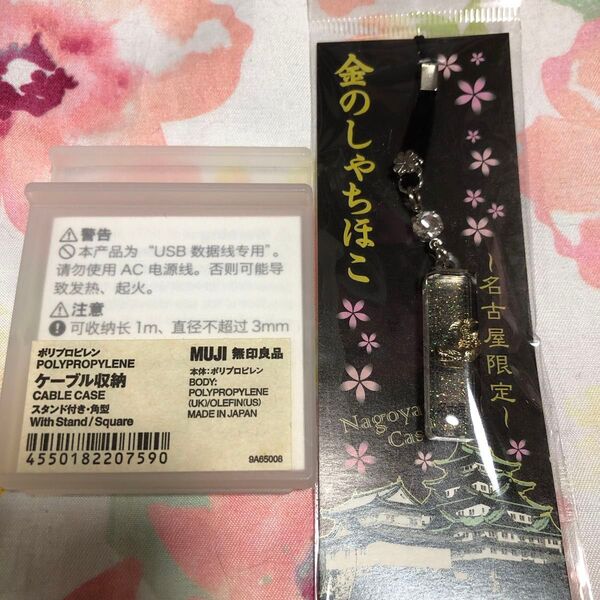 ⚠警告
本产品为 “USB 数据线专用”。
请勿使用 AC 电源线。否则可能导
致发热、起火。
⚠注意
可收纳长 1m、直径不超过 3mm
ポリプロピレン
POLYPROPYLENE
ケーブル収納
CABLE CASE
スタンド付き・角型
With Stand / Square
MUJI 無印良品
本体：ポリプロピレン
BODY:
POLYPROPYLENE
(UK)/OLEFIN(US)
MADE IN JAPAN
4550182207590
9A65008
金のしゃちほこ
～名古屋限定～
Nagoya
Cas